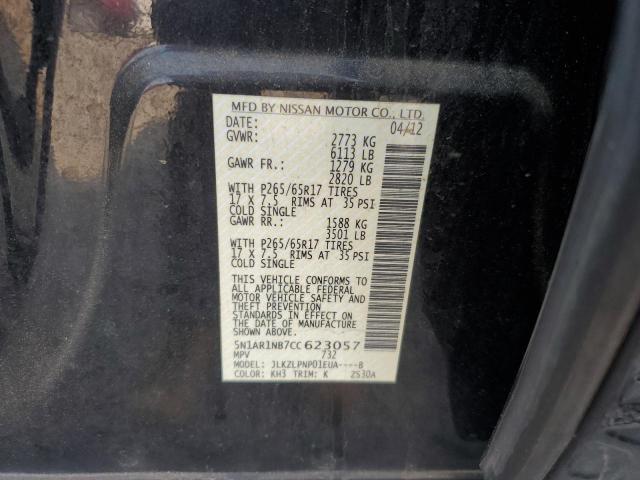 MFD BY NISSAN MOTOR CO., LTD.
DATE: 04/12
GVWR: 2773 KG
6113 LB
GAWR FR.: 1279 KG
2820 LB
WITH P265/65R17 TIRES
17 X 7.5 RIMS AT 35 PSI
COLD SINGLE
GAWR RR.: 1588 KG
3501 LB
WITH P265/65R17 TIRES
17 X 7.5 RIMS AT 35 PSI
COLD SINGLE
THIS VEHICLE CONFORMS TO
ALL APPLICABLE FEDERAL
MOTOR VEHICLE SAFETY AND
THEFT PREVENTION
STANDARDS IN EFFECT ON
THE DATE OF MANUFACTURE
SHOWN ABOVE.
5N1AR1NB7CC623057
MPV 732
MODEL: JLKZLPNP01EUA----B
COLOR: KH3 TRIM: K 2S30A